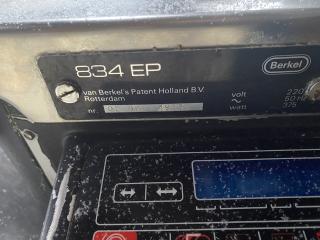 834 EP
Berkel
van Berkel's Patent Holland B.V.
Rotterdam
nr.
volt 220
~ 50 Hz
watt 375